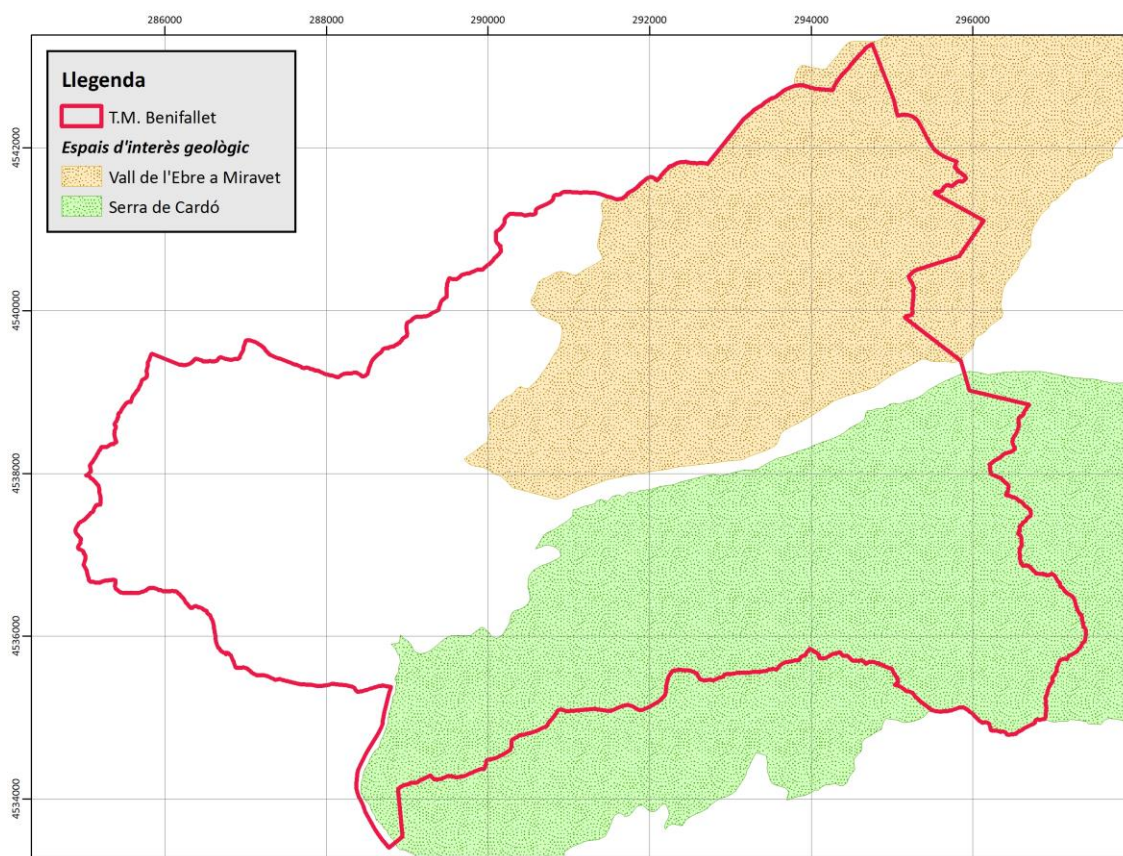 286000 288000 290000 292000 294000 296000
Llegenda
T.M. Benifallet
Espais d'interès geològic
Vall de l'Ebre a Miravet
Serra de Cardó
4542000
4540000
4538000
4536000
4534000